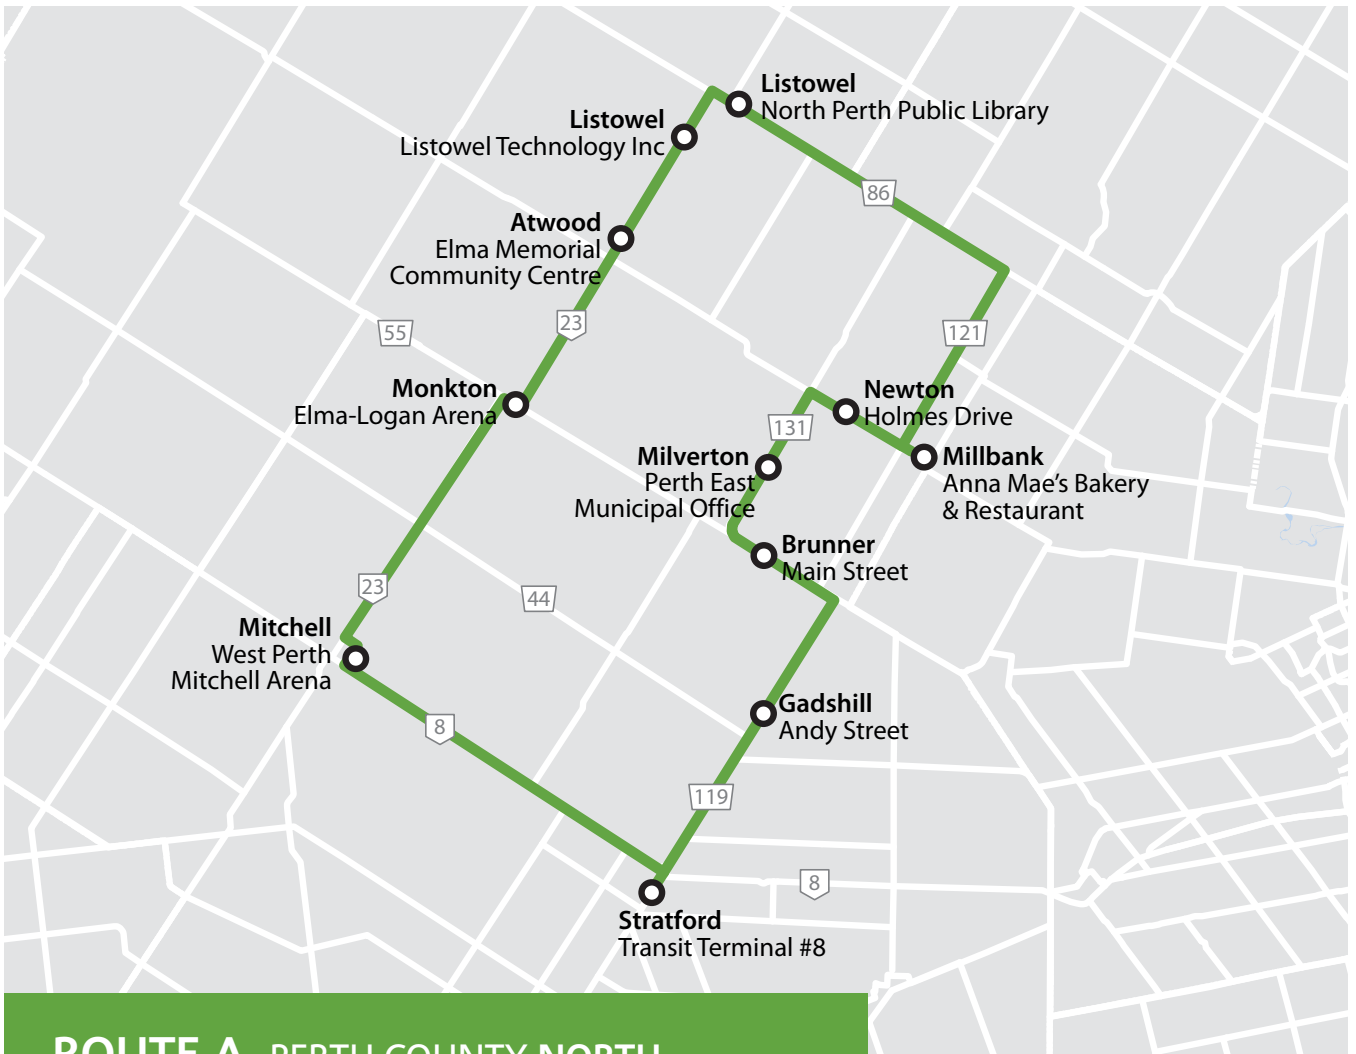 Listowel
North Perth Public Library
Listowel
Listowel Technology Inc
86
Atwood
Elma Memorial
Community Centre
23
55
121
Monkton
Elma-Logan Arena
Newton
Holmes Drive
131
Milverton
Perth East
Municipal Office
Millbank
Anna Mae's Bakery
& Restaurant
Brunner
Main Street
23
44
Mitchell
West Perth
Mitchell Arena
Gadshill
Andy Street
8
119
8
Stratford
Transit Terminal #8
ROUTE A PERTH COUNTY NORTH